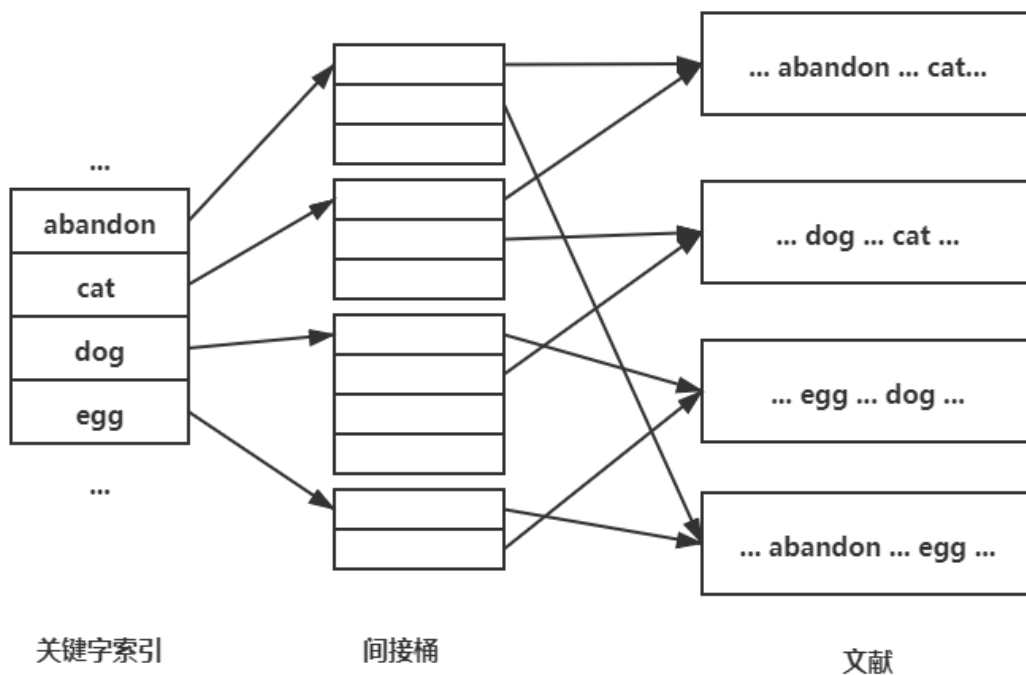 ...
abandon
cat
dog
egg
...
... abandon ... cat...
... dog ... cat ...
... egg ... dog ...
... abandon ... egg ...
关键字索引
间接桶
文献